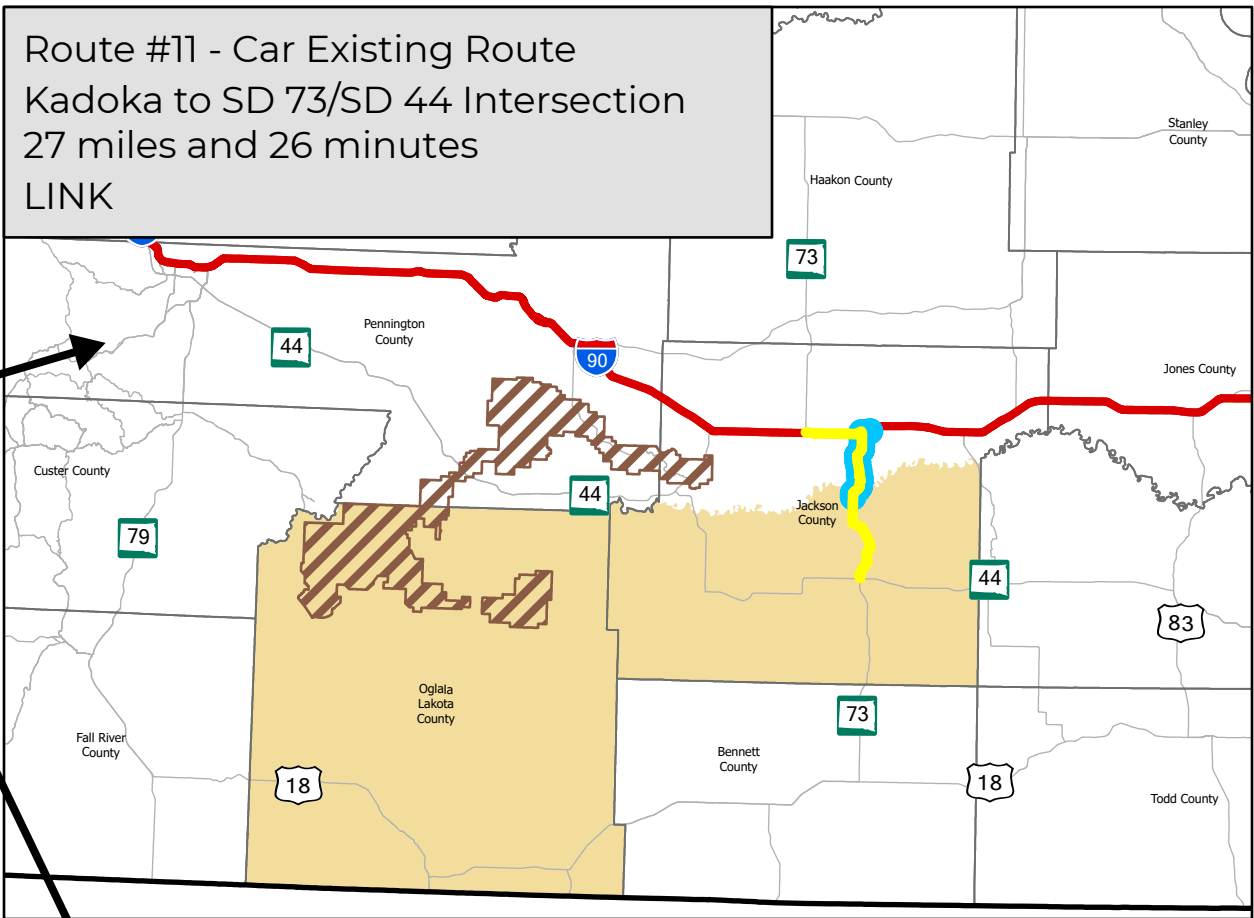 Route #11 - Car Existing Route
Kadoka to SD 73/SD 44 Intersection
27 miles and 26 minutes
LINK
Stanley
County
Haakon County
73
Pennington
County
44
90
Jones County
Custer County
44
Jackson
County
79
44
83
Oglala
Lakota
County
73
Fall River
County
Bennett
County
18
18
Todd County